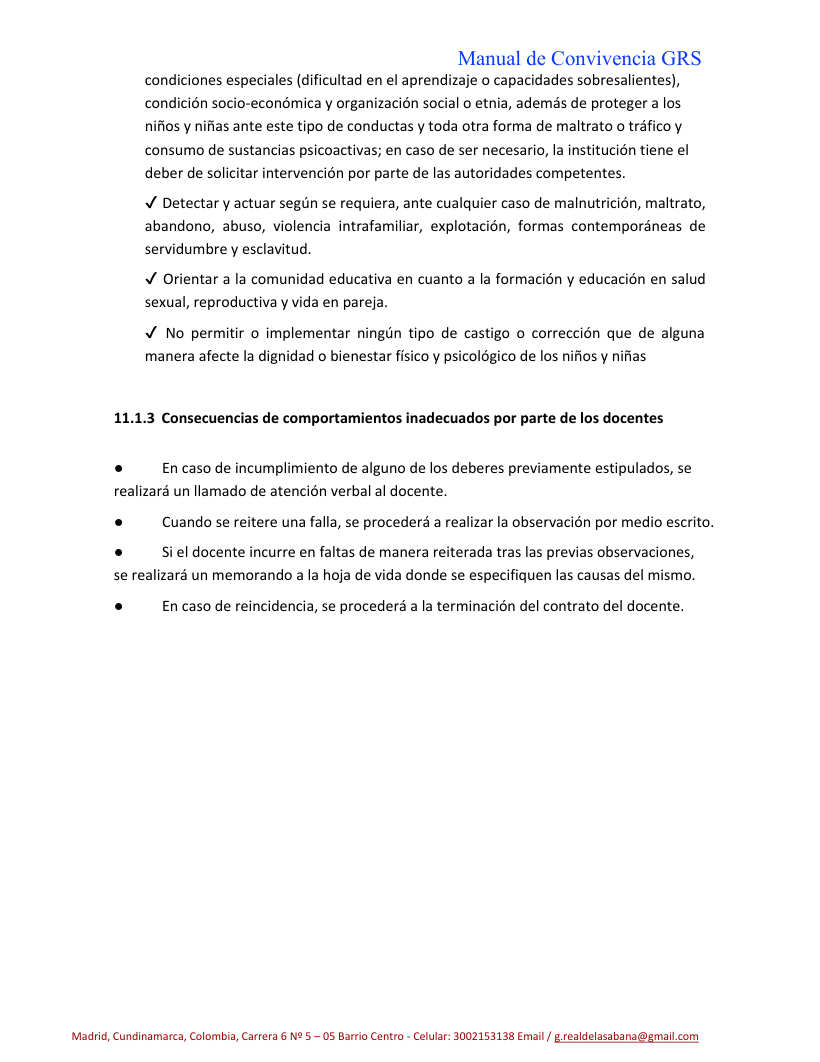 Manual de Convivencia GRS
condiciones especiales (dificultad en el aprendizaje o capacidades sobresalientes),
condición socio-económica y organización social o etnia, además de proteger a los
niños y niñas ante este tipo de conductas y toda otra forma de maltrato o tráfico y
consumo de sustancias psicoactivas; en caso de ser necesario, la institución tiene el
deber de solicitar intervención por parte de las autoridades competentes.
✓ Detectar y actuar según se requiera, ante cualquier caso de malnutrición, maltrato,
abandono, abuso, violencia intrafamiliar, explotación, formas contemporáneas de
servidumbre y esclavitud.
✓ Orientar a la comunidad educativa en cuanto a la formación y educación en salud
sexual, reproductiva y vida en pareja.
✓ No permitir o implementar ningún tipo de castigo o corrección que de alguna
manera afecte la dignidad o bienestar físico y psicológico de los niños y niñas
11.1.3 Consecuencias de comportamientos inadecuados por parte de los docentes
● En caso de incumplimiento de alguno de los deberes previamente estipulados, se
realizará un llamado de atención verbal al docente.
● Cuando se reitere una falla, se procederá a realizar la observación por medio escrito.
● Si el docente incurre en faltas de manera reiterada tras las previas observaciones,
se realizará un memorando a la hoja de vida donde se especifiquen las causas del mismo.
● En caso de reincidencia, se procederá a la terminación del contrato del docente.
Madrid, Cundinamarca, Colombia, Carrera 6 Nº 5 – 05 Barrio Centro - Celular: 3002153138 Email / g.realdelasabana@gmail.com